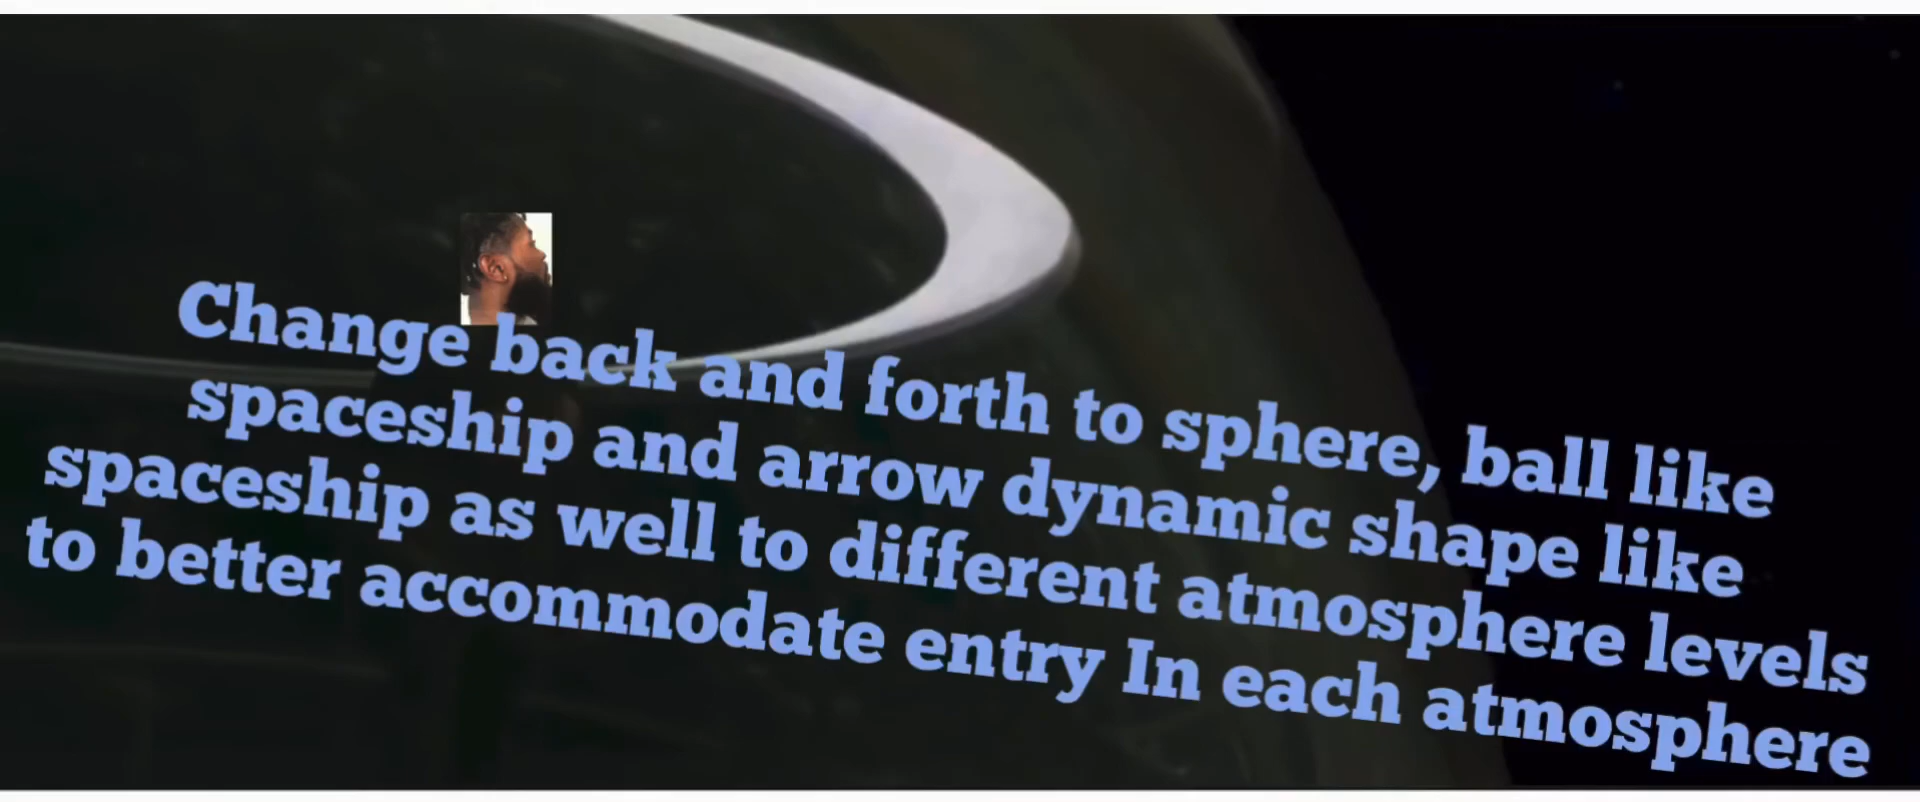 Change back and forth to sphere, ball like
spaceship and arrow dynamic shape like
spaceship as well to different atmosphere levels
to better accommodate entry In each atmosphere